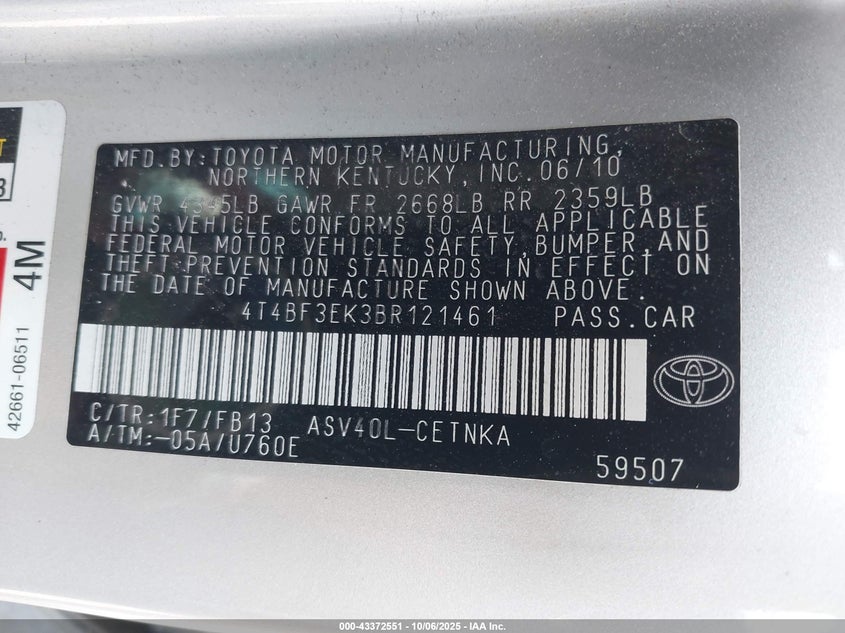 MFD.BY:TOYOTA MOTOR MANUFACTURING,
NORTHERN KENTUCKY, INC. 06/10
GVWR 4345LB GAWR FR 2668LB RR 2359LB
THIS VEHICLE CONFORMS TO ALL APPLICABLE
FEDERAL MOTOR VEHICLE SAFETY, BUMPER, AND
THEFT PREVENTION STANDARDS IN EFFECT ON
THE DATE OF MANUFACTURE SHOWN ABOVE.
4T4BF3EK3BR121461 PASS.CAR
C/TR:1F7/FB13 ASV40L-CETNKA
A/TM:-05A/U760E
59507
4M
42661-06511
000-43372551 - 10/06/2025 - IAA Inc.